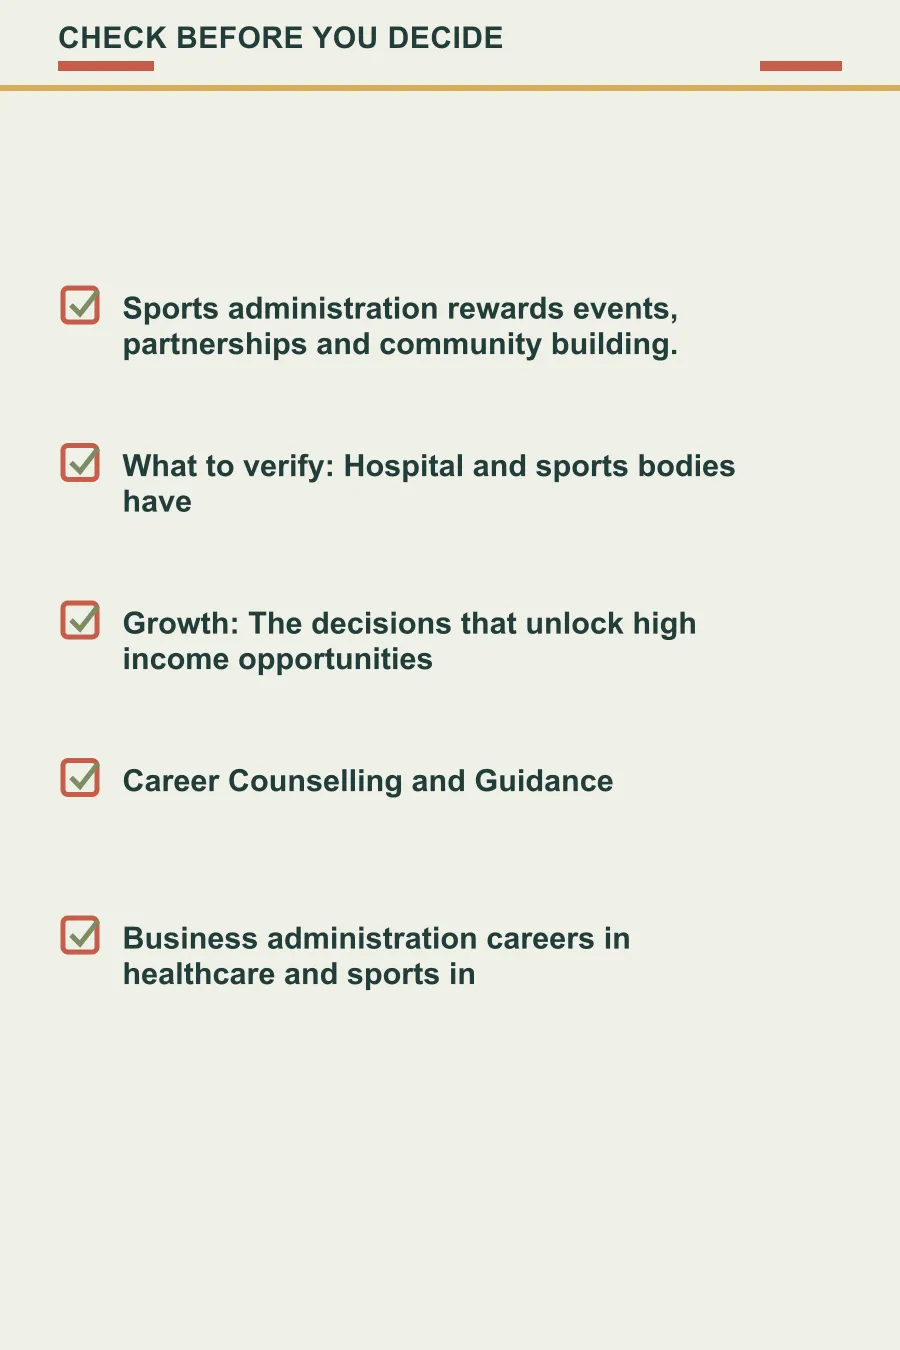 CHECK BEFORE YOU DECIDE
Sports administration rewards events,
partnerships and community building.
What to verify: Hospital and sports bodies
have
Growth: The decisions that unlock high
income opportunities
Career Counselling and Guidance
Business administration careers in
healthcare and sports in